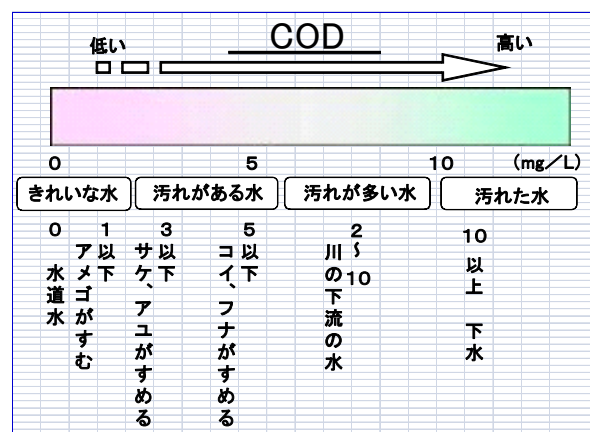 COD
低い
高い
0 5 10 (mg/L)
きれいな水
汚れがある水
汚れが多い水
汚れた水
0 水道水
1以下
アメゴがすむ
3以下
サケ、アユがすめる
5以下
コイ、フナがすめる
2~10
川の下流の水
10以上 下水